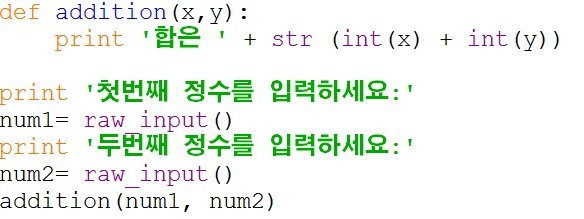 def addition(x,y):
    print '합은 ' + str (int(x) + int(y))

print '첫번째 정수를 입력하세요:'
num1= raw_input()
print '두번째 정수를 입력하세요:'
num2= raw_input()
addition(num1, num2)